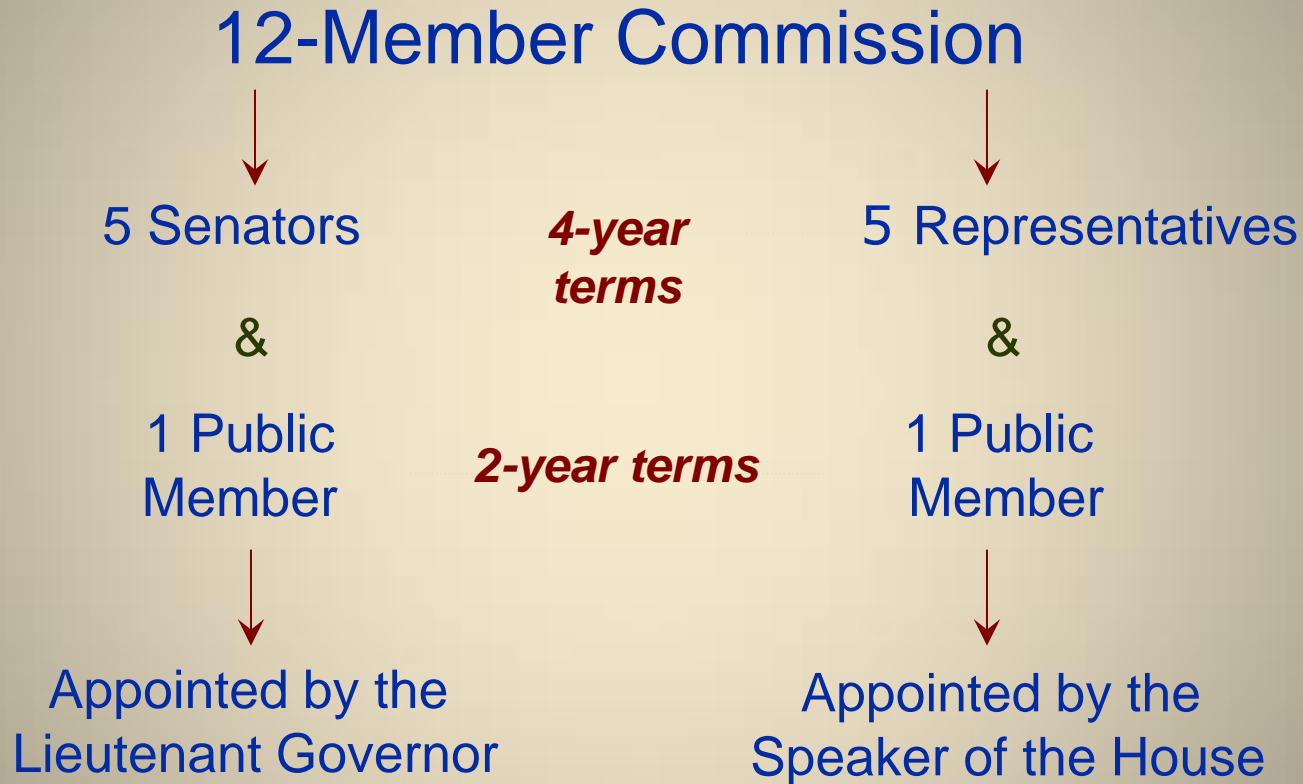 12-Member Commission
5 Senators
4-year
terms
5 Representatives
&
&
1 Public
Member
2-year terms
1 Public
Member
Appointed by the
Lieutenant Governor
Appointed by the
Speaker of the House